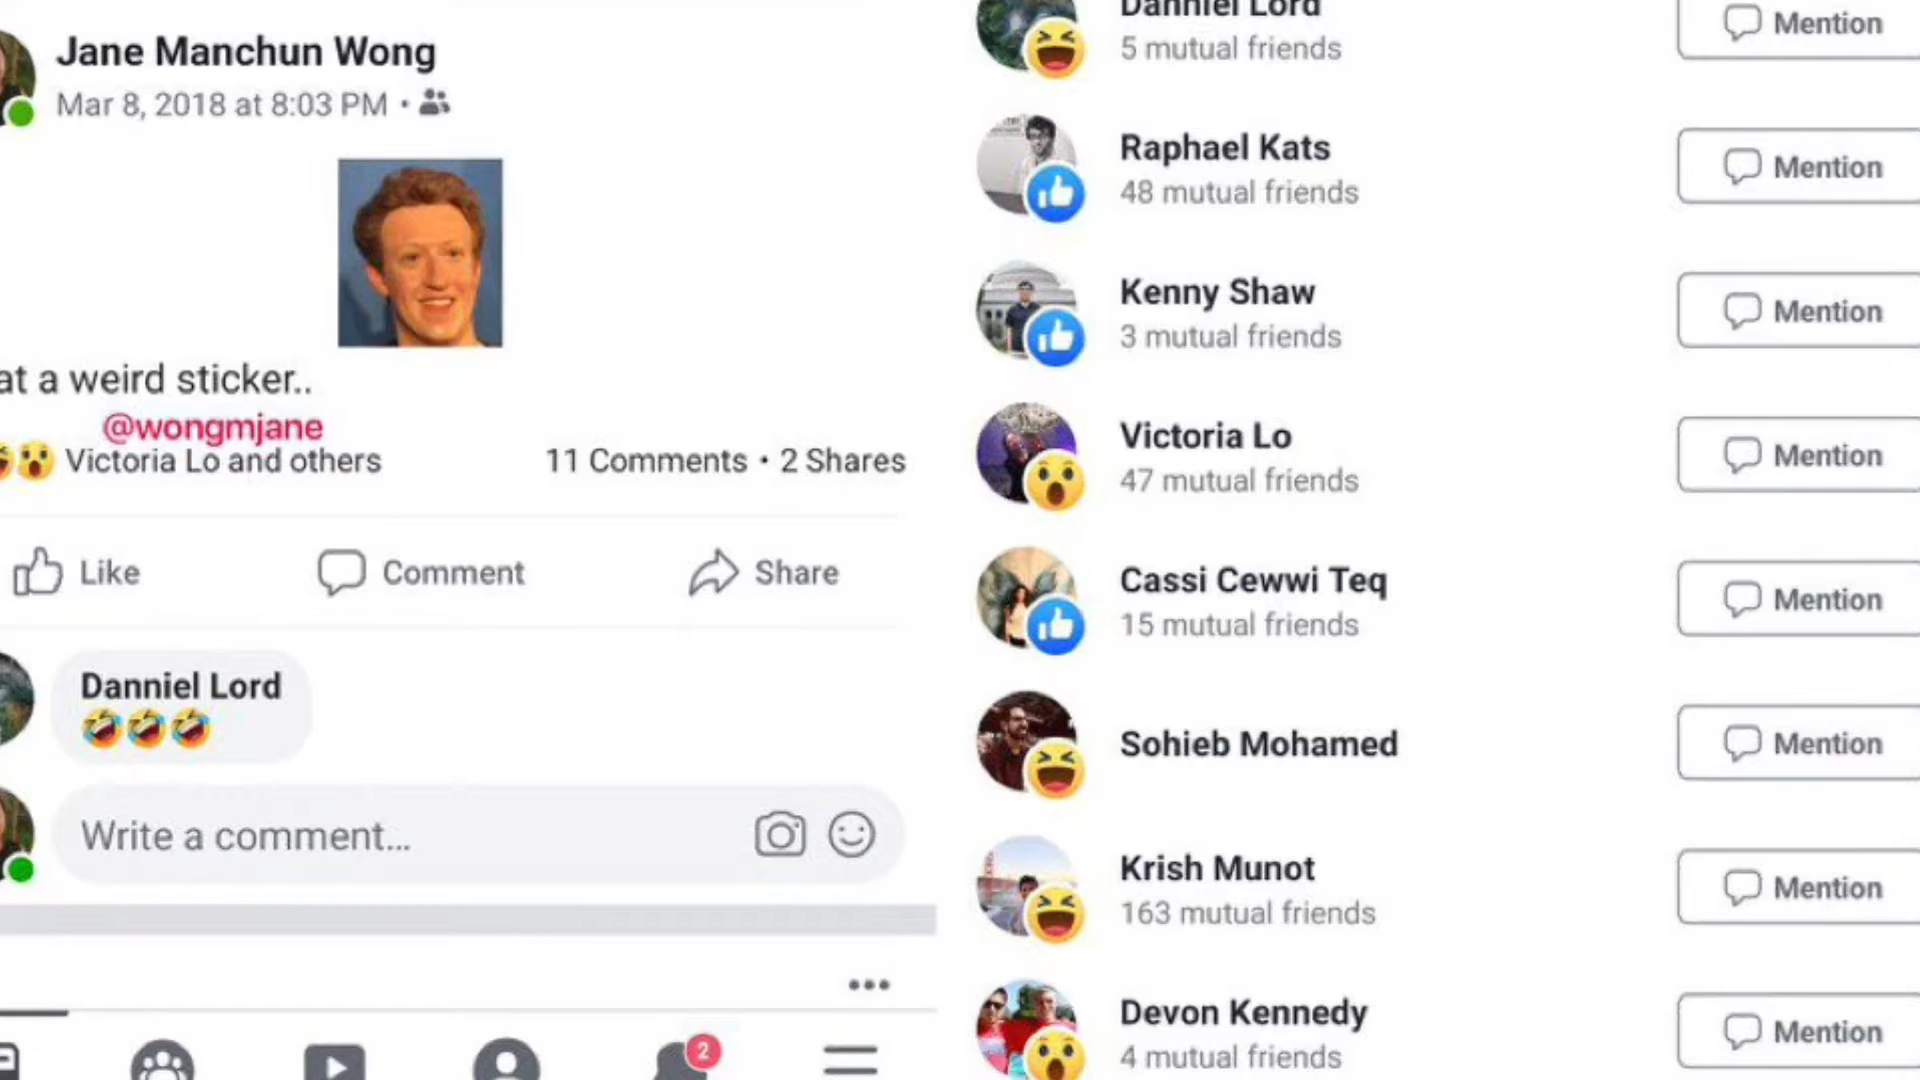 Jane Manchun Wong
Mar 8, 2018 at 8:03 PM •
at a weird sticker..
@wongmjane
Victoria Lo and others
11 Comments • 2 Shares
Like
Comment
Share
Danniel Lord
Write a comment...
2
Danniel Lord
5 mutual friends
Mention
Raphael Kats
48 mutual friends
Mention
Kenny Shaw
3 mutual friends
Mention
Victoria Lo
47 mutual friends
Mention
Cassi Cewwi Teq
15 mutual friends
Mention
Sohieb Mohamed
Mention
Krish Munot
163 mutual friends
Mention
Devon Kennedy
4 mutual friends
Mention